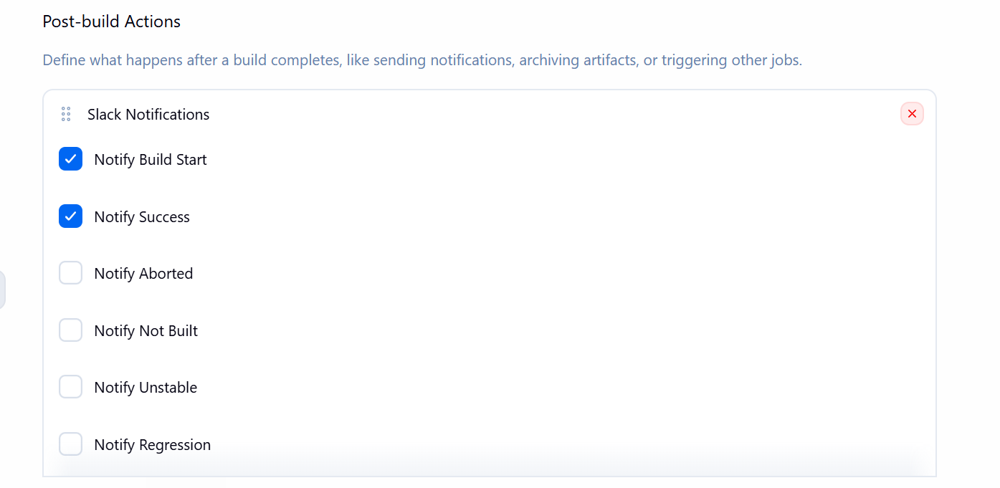 Post-build Actions
Define what happens after a build completes, like sending notifications, archiving artifacts, or triggering other jobs.
Slack Notifications
Notify Build Start
Notify Success
Notify Aborted
Notify Not Built
Notify Unstable
Notify Regression